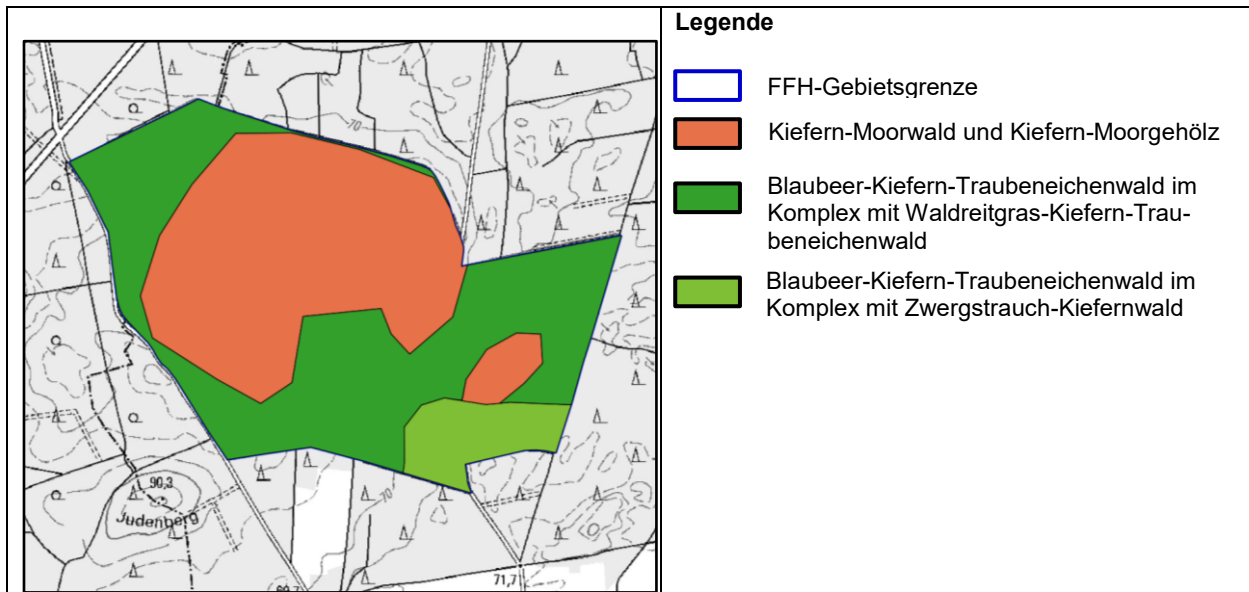 Legende
FFH-Gebietsgrenze
Kiefern-Moorwald und Kiefern-Moorgehölz
Blaubeer-Kiefern-Traubeneichenwald im
Komplex mit Waldreitgras-Kiefern-Trau-
beneichenwald
Blaubeer-Kiefern-Traubeneichenwald im
Komplex mit Zwergstrauch-Kiefernwald
70
90,3
Judenberg
70
71,7